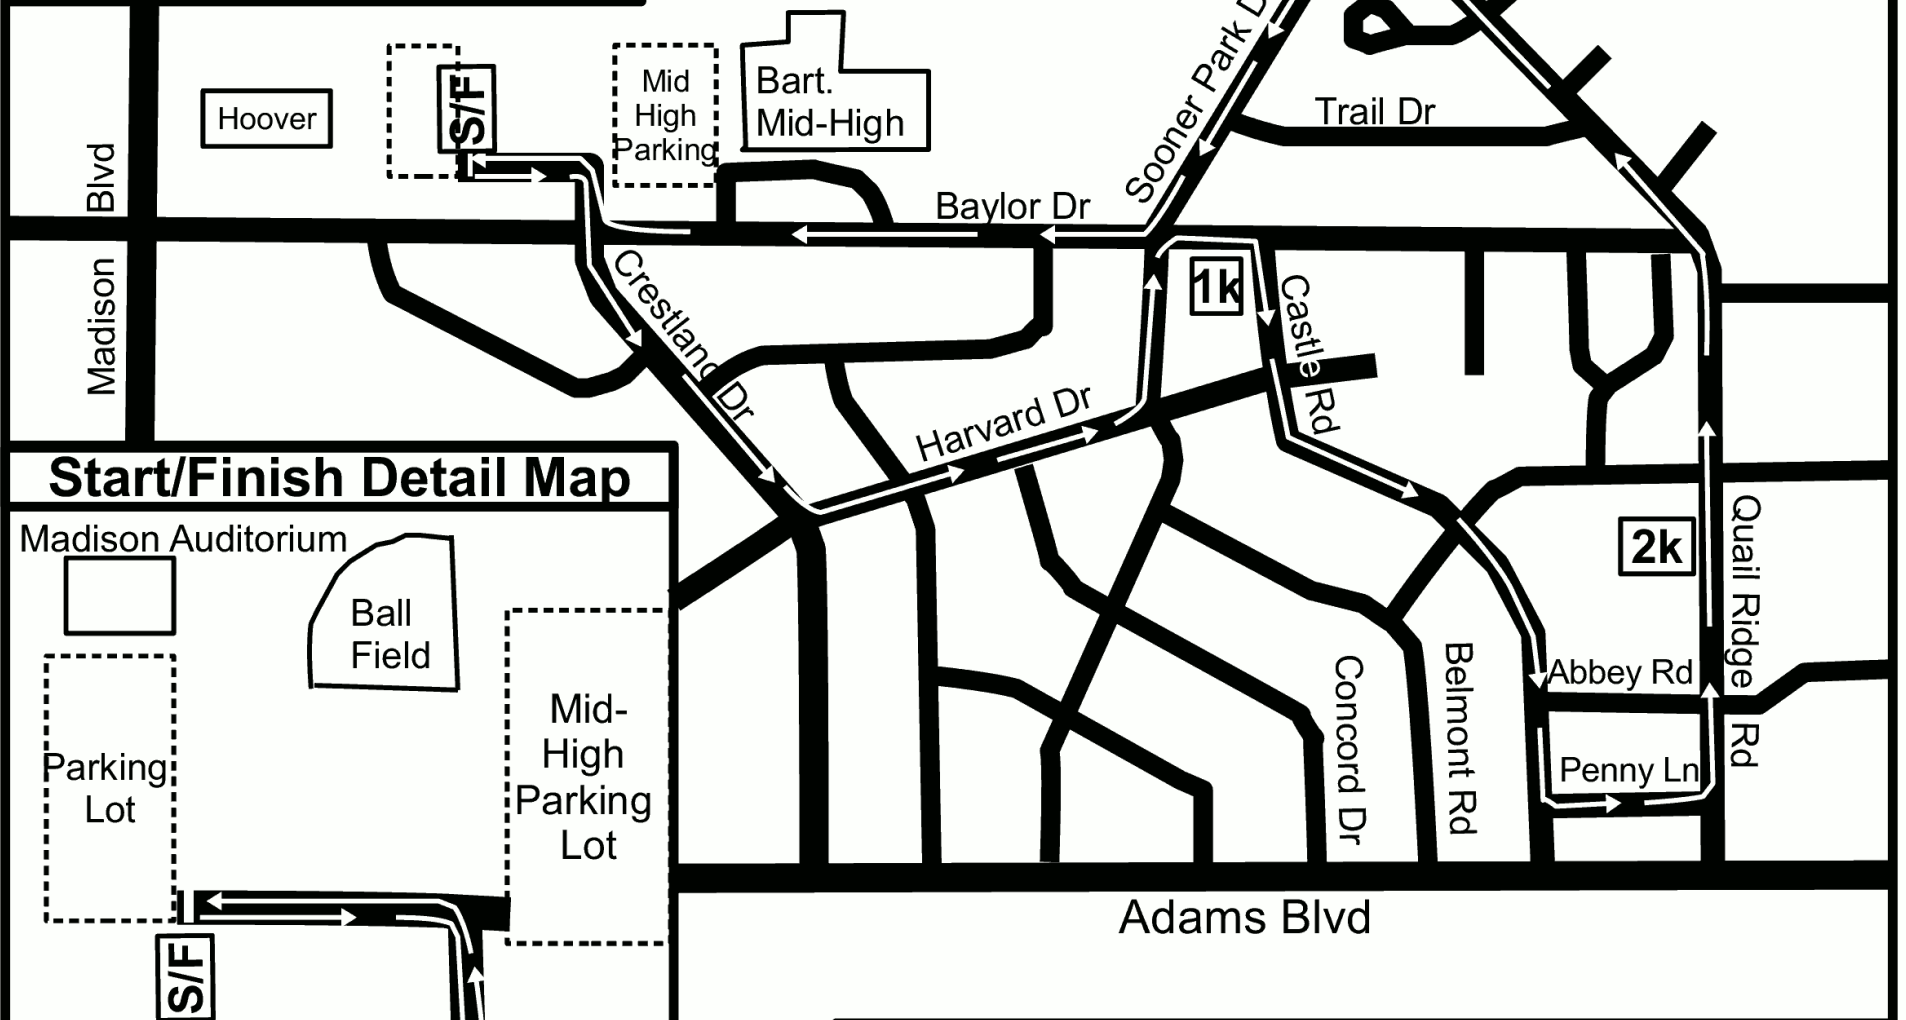 Sooner Park D
Mid
High
Parking
Bart.
Mid-High
S/F
Hoover
Trail Dr
Blvd
Madison
Baylor Dr
1k
Crestland Dr
Castle Rd
Harvard Dr
Start/Finish Detail Map
Madison Auditorium
Ball
Field
Parking
Lot
Mid-
High
Parking
Lot
S/F
2k
Quail Ridge Rd
Abbey Rd
Penny Ln
Concord Dr
Belmont Rd
Adams Blvd